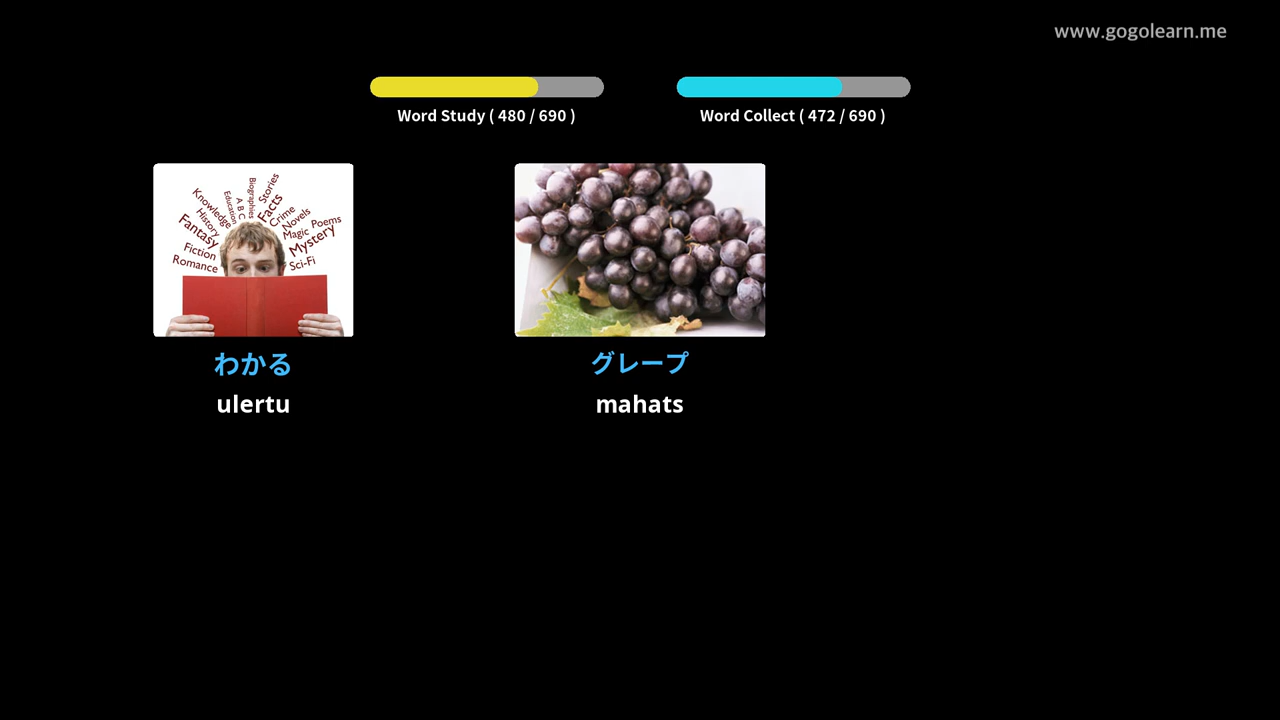 www.gogolearn.me
Word Study ( 480 / 690 )
Word Collect ( 472 / 690 )
Knowledge
History
Fantasy
Fiction
Romance
Education
A B C
Biographies
Stories
Facts
Crime
Novels
Magic
Poems
Mystery
Sci-Fi
わかる
ulertu
グレープ
mahats